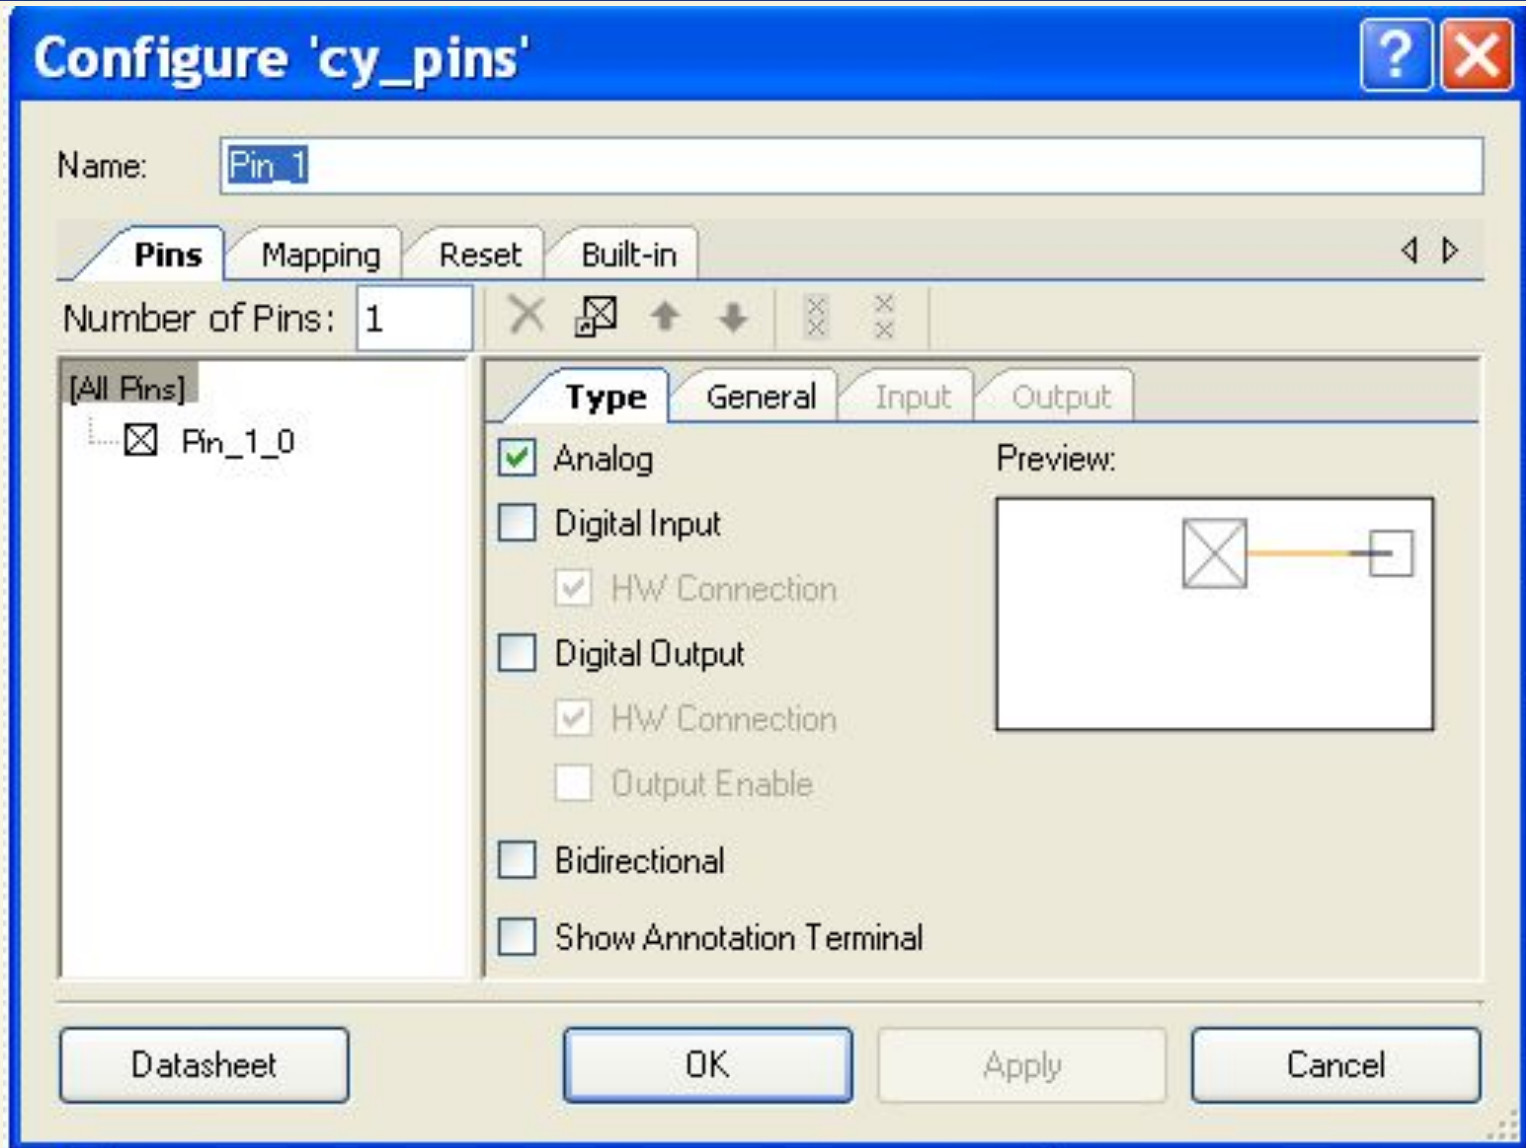 Configure 'cy_pins'
?
Name: Pin_1
Pins Mapping Reset Built-in
Number of Pins: 1
[All Pins]
Pin_1_0
Type General Input Output
Analog Preview:
Digital Input
HW Connection
Digital Output
HW Connection
Output Enable
Bidirectional
Show Annotation Terminal
Datasheet OK Apply Cancel